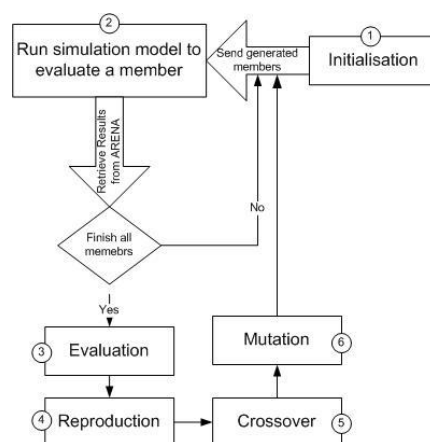 1
Initialisation
Send generated
members
2
Run simulation model to
evaluate a member
Retrieve Results
from ARENA
Finish all
memebrs
No
Yes
3
Evaluation
4
Reproduction
Crossover
5
Mutation
6